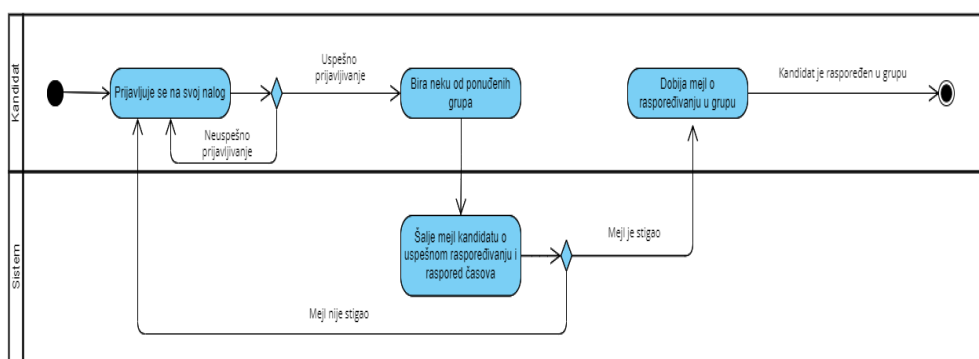 Kandidat
Prijavljuje se na svoj nalog
Uspešno
prijavljivanje
Neuspešno
prijavljivanje
Bira neku od ponuđenih
grupa
Dobija mejl o
raspoređivanju u grupu
Kandidat je raspoređen u grupu
Sistem
Šalje mejl kandidatu o
uspešnom raspoređivanju i
raspored časova
Mejl je stigao
Mejl nije stigao